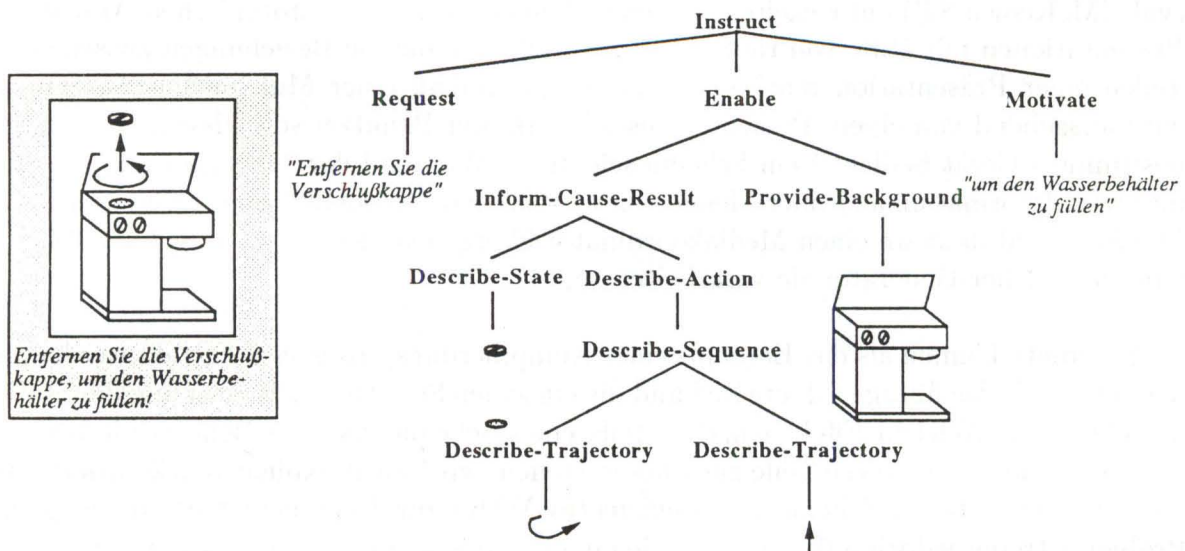 Instruct
Request
Enable
Motivate
"Entfernen Sie die
Verschlußkappe"
Inform-Cause-Result
Provide-Background
"um den Wasserbehälter
zu füllen"
Describe-State
Describe-Action
Describe-Sequence
Describe-Trajectory
Describe-Trajectory
Entfernen Sie die Verschluß-
kappe, um den Wasserbe-
hälter zu füllen!